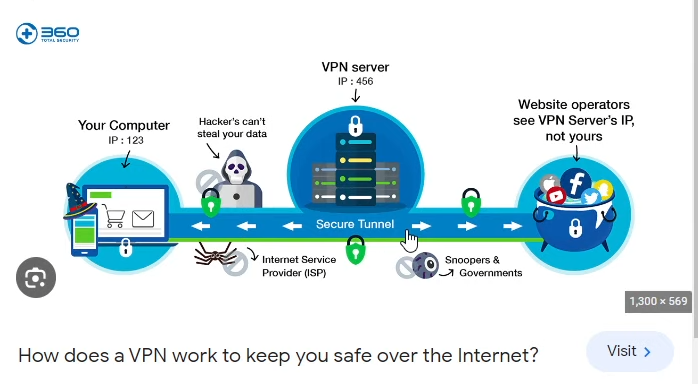 360
TOTAL SECURITY
VPN server
IP : 456
Your Computer
IP : 123
Hacker's can't
steal your data
Website operators
see VPN Server's IP,
not yours
Secure Tunnel
Internet Service
Provider (ISP)
Snoopers &
Governments
1,300 × 569
How does a VPN work to keep you safe over the Internet?
Visit